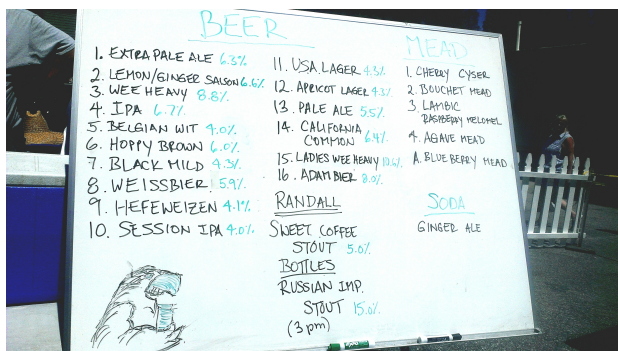 BEER
1. EXTRA PALE ALE 6.3%
2. LEMON/GINGER SAISON 6.6%
3. WEE HEAVY 8.8%
4. IPA 6.7%
5. BELGIAN WIT 4.0%
6. HOPPY BROWN 6.0%
7. BLACK MILD 4.3%
8. WEISSBIER 5.9%
9. HEFEWEIZEN 4.1%
10. SESSION IPA 4.0%
11. USA LAGER 4.3%
12. APRICOT LAGER 4.3%
13. PALE ALE 5.5%
14. CALIFORNIA
COMMON 6.4%
15. LADIES WEE HEAVY
16. ADAM BIER 8.0%
RANDALL
SWEET COFFEE
STOUT 5.0%
BOTTLES
RUSSIAN IMP.
STOUT 15.0%
(3pm)
MEAD
1. CHERRY CYSER
2. BOUCHET MEAD
3. LAMBIC
RASPBERRY MELOMEL
4. AGAVE MEAD
BLUEBERRY MEAD
SODA
GINGER ALE